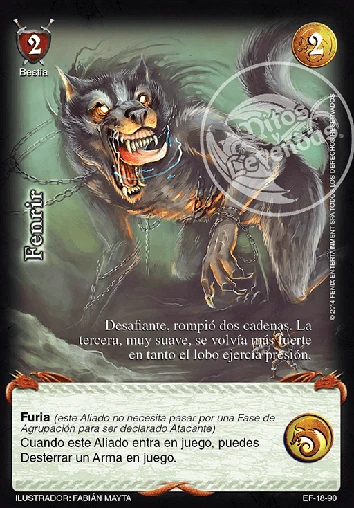 2
Bestia
2
Mitos y Leyendas
Fenrir
Desafiante, rompió dos cadenas. La
tercera, muy suave, se volvía más fuerte
en tanto el lobo ejercía presión.
Furia (este Aliado no necesita pasar por una Fase de
Agrupación para ser declarado Atacante)
Cuando este Aliado entra en juego, puedes
Desterrar un Arma en juego.
ILUSTRADOR: FABIÁN MAYTA
EF-18-90